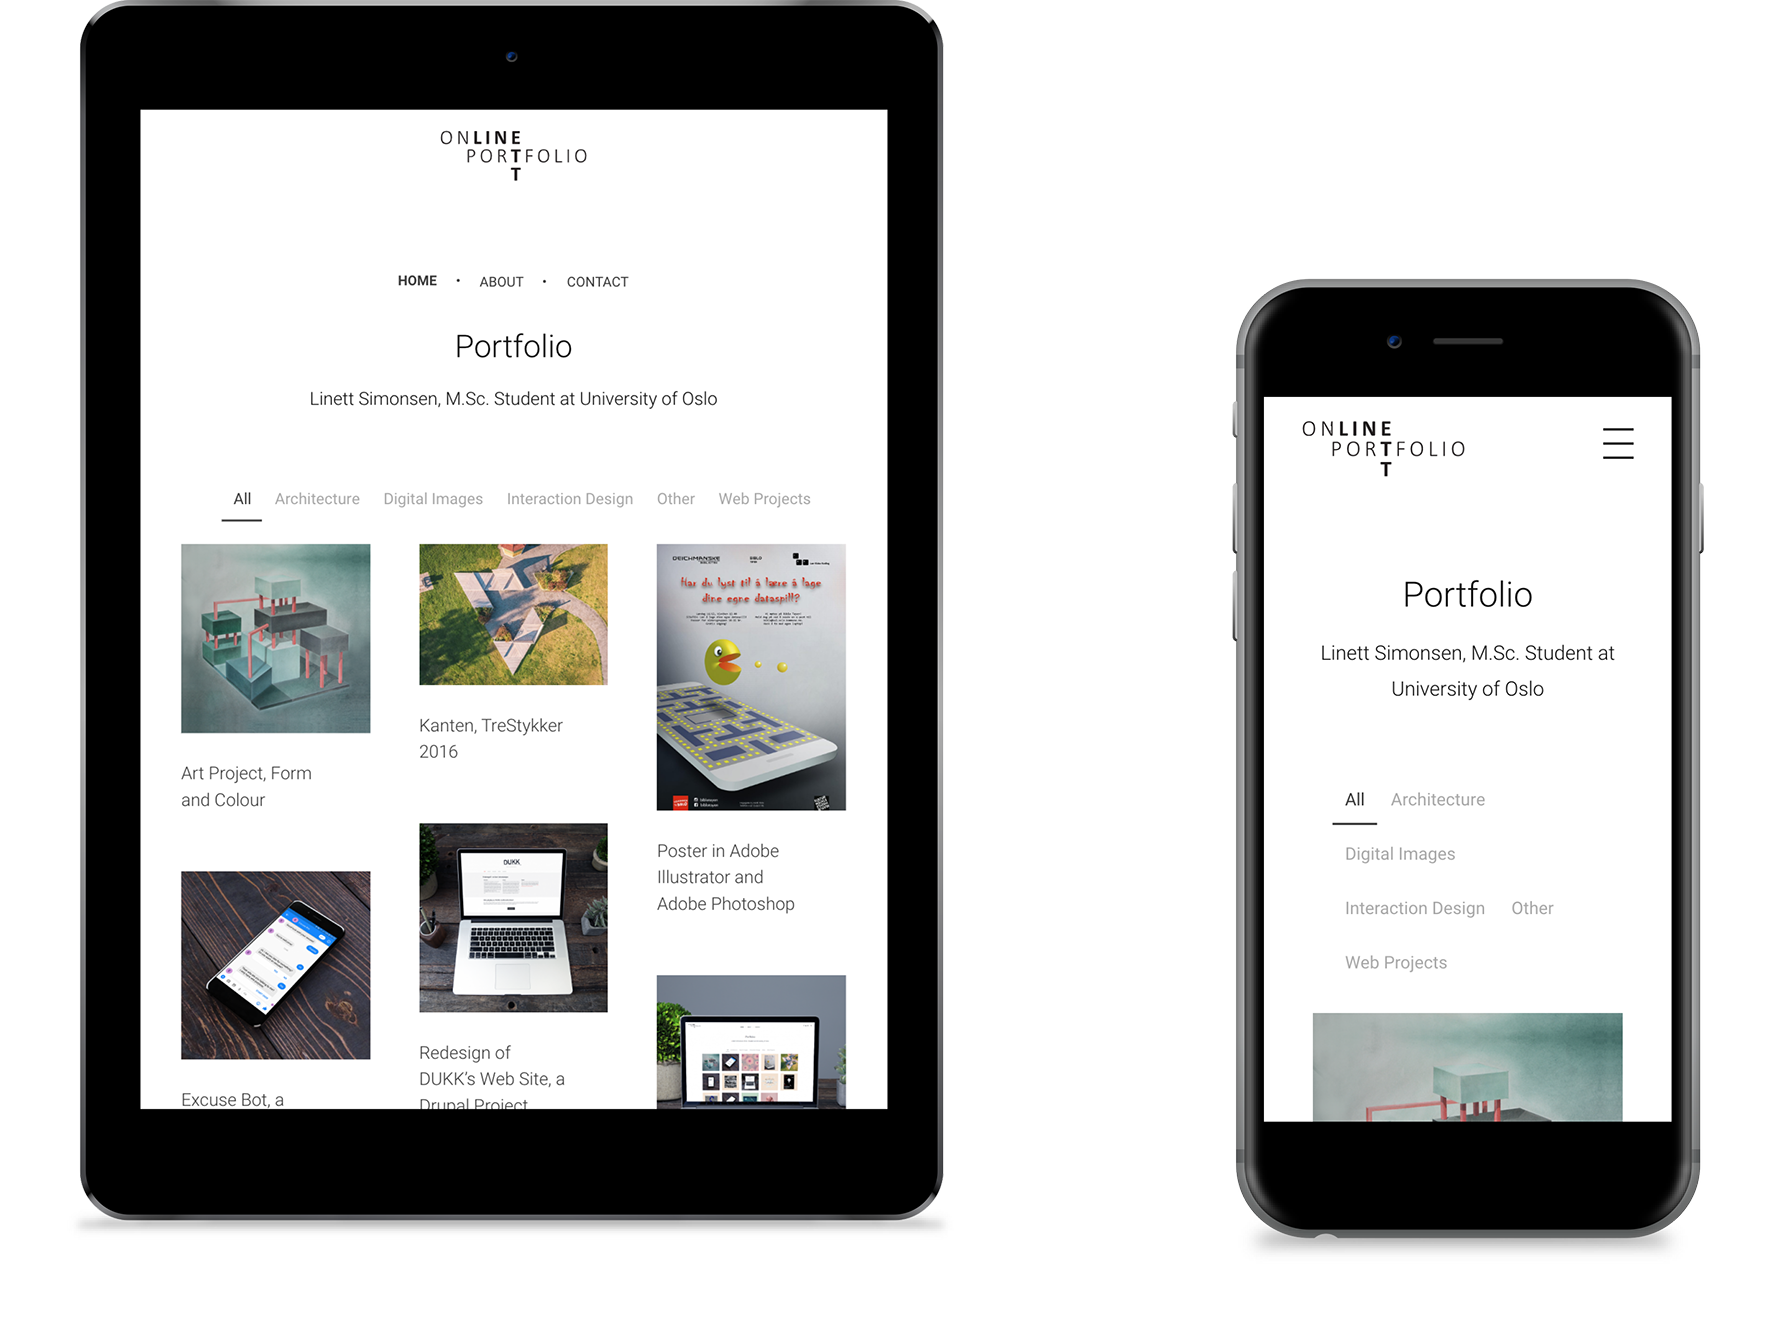 ONLINE
PORTFOLIO
T
HOME • ABOUT • CONTACT
Portfolio
Linett Simonsen, M.Sc. Student at University of Oslo
All Architecture Digital Images Interaction Design Other Web Projects
Art Project, Form
and Colour
Kanten, TreStykker
2016
DEICHMANSKE
Har du lyst til å lære å lage
dine egne dataspill?
Poster in Adobe
Illustrator and
Adobe Photoshop
Excuse Bot, a
DUKK
Redesign of
DUKK’s Web Site, a
Drupal Project
ONLINE
PORTFOLIO
T
Portfolio
Linett Simonsen, M.Sc. Student at
University of Oslo
All Architecture
Digital Images
Interaction Design Other
Web Projects